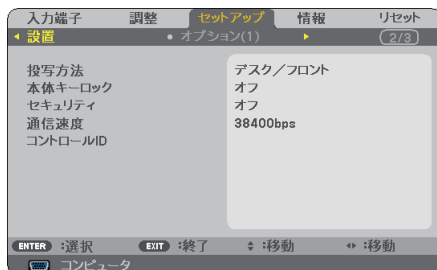 入力端子 調整 セットアップ 情報 リセット
設置 • オプション(1) 2/3
投写方法 デスク／フロント
本体キーロック オフ
セキュリティ オフ
通信速度 38400bps
コントロールID
ENTER :選択 EXIT :終了 :移動 :移動
コンピュータ